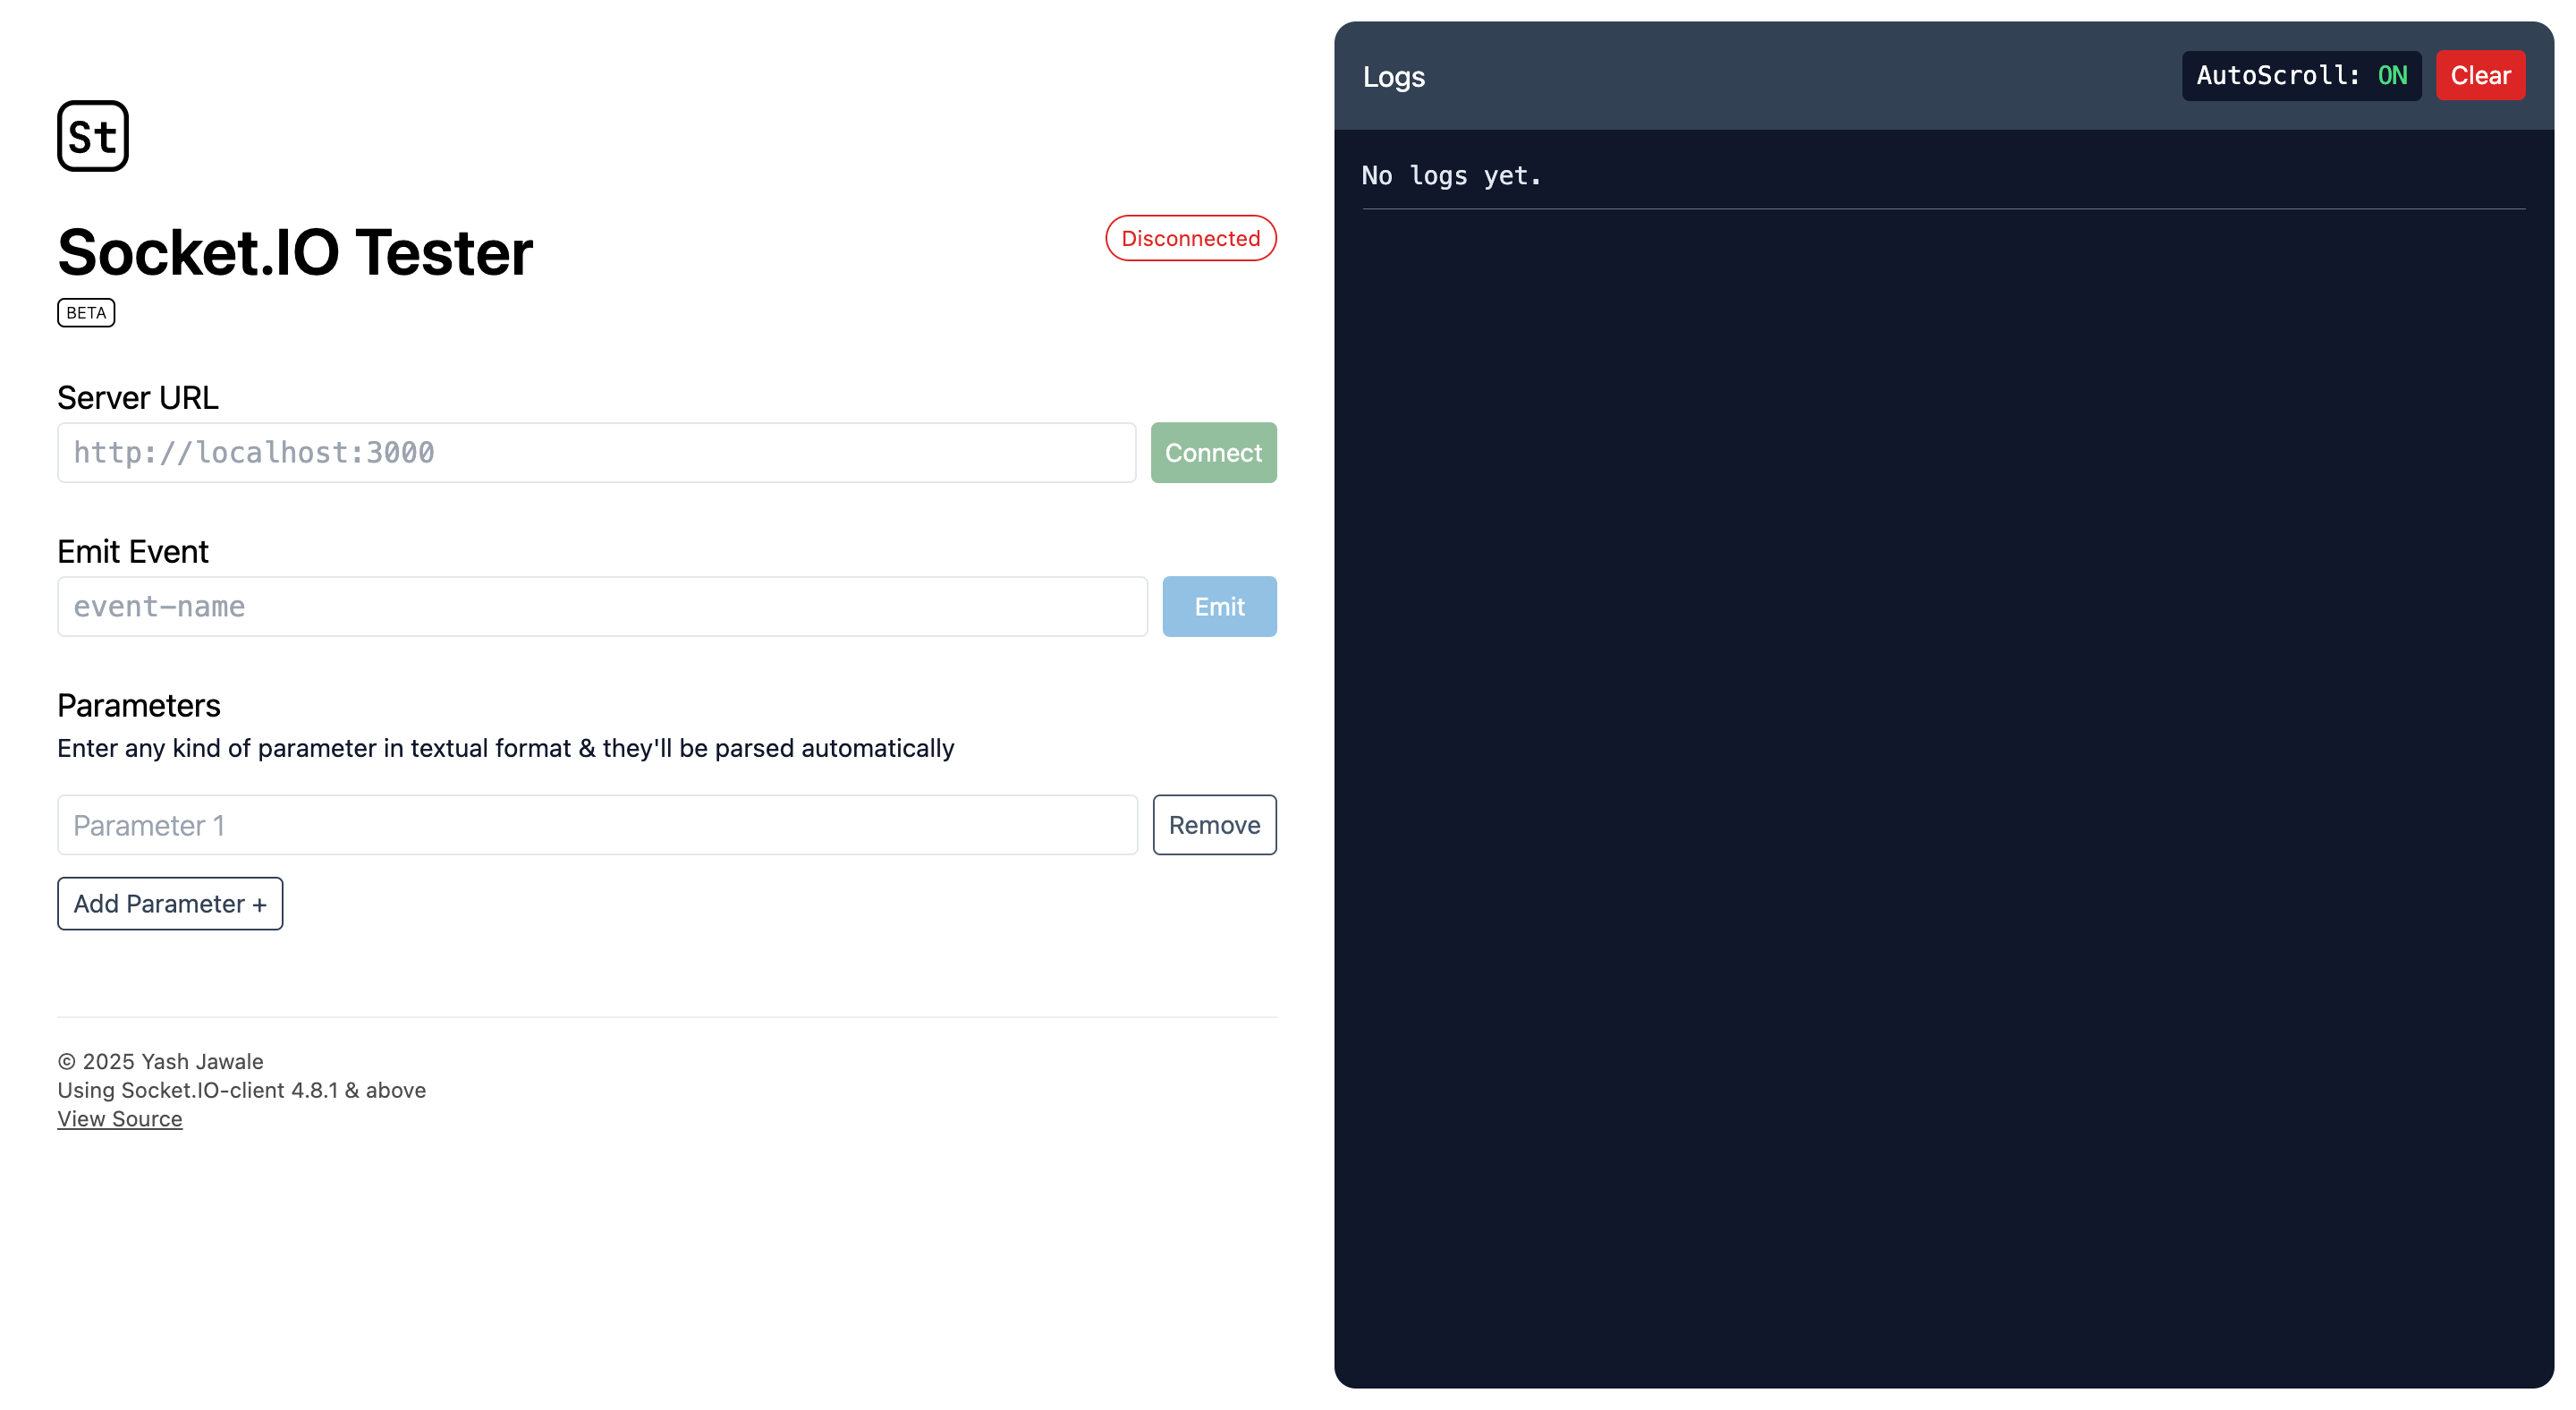 St
Socket.IO Tester
Disconnected
BETA
Server URL
http://localhost:3000
Connect
Emit Event
event-name
Emit
Parameters
Enter any kind of parameter in textual format & they'll be parsed automatically
Parameter 1
Remove
Add Parameter +
© 2025 Yash Jawale
Using Socket.IO-client 4.8.1 & above
View Source
Logs
AutoScroll: ON
Clear
No logs yet.